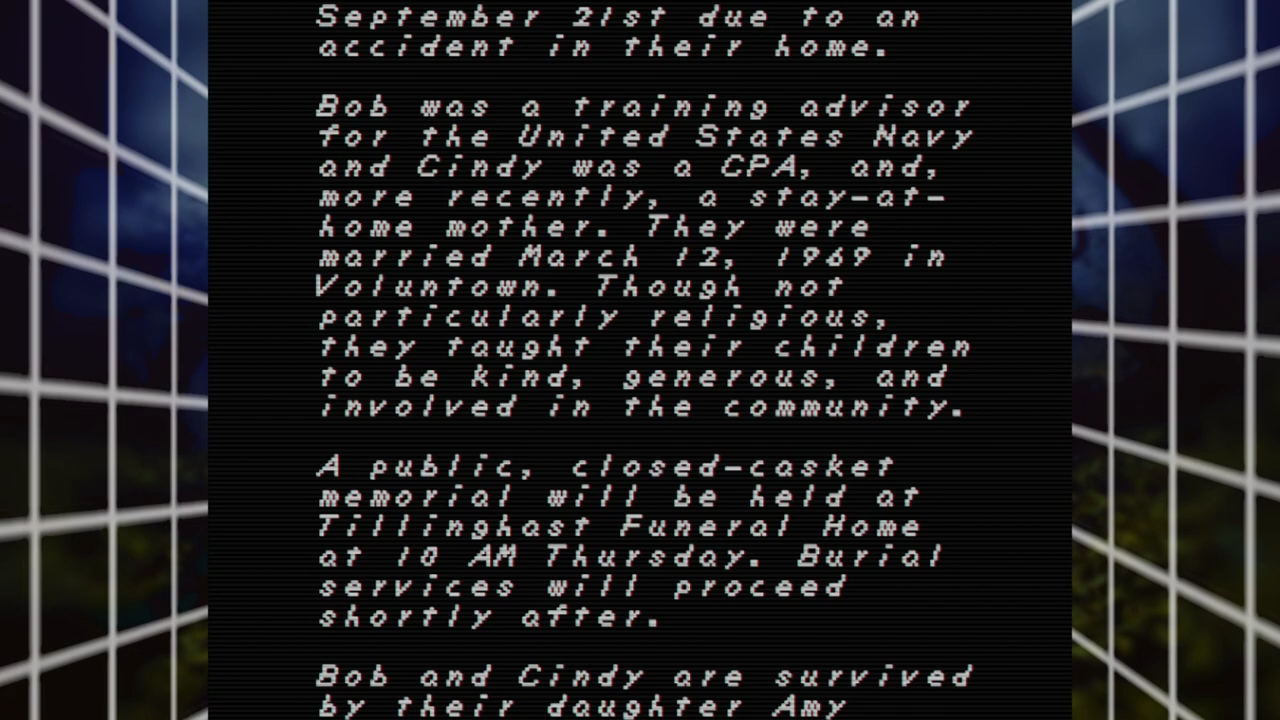 September 21st due to an
accident in their home.
Bob was a training advisor
for the United States Navy
and Cindy was a CPA, and,
more recently, a stay-at-
home mother. They were
married March 12, 1969 in
Voluntown. Though not
particularly religious,
they taught their children
to be kind, generous, and
involved in the community.
A public, closed-casket
memorial will be held at
Tillinghast Funeral Home
at 10 AM Thursday. Burial
services will proceed
shortly after.
Bob and Cindy are survived
by their daughter Amy